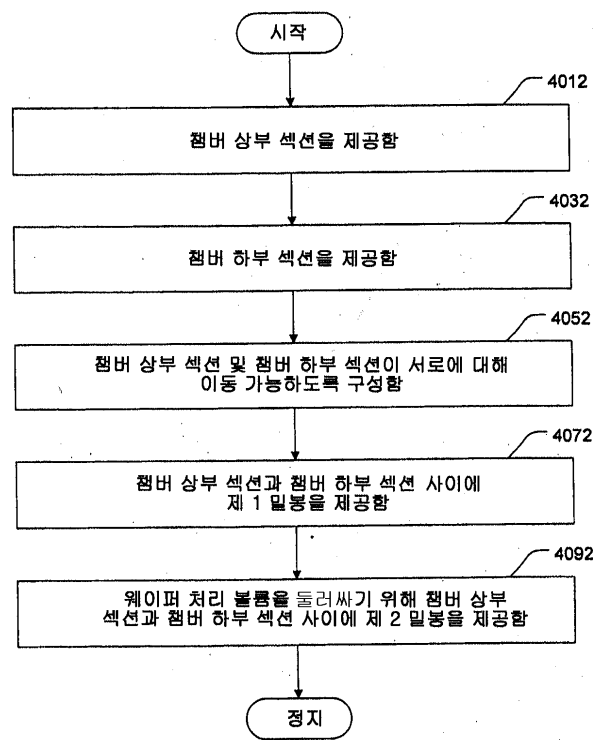 시작
4012
챔버 상부 섹션을 제공함
4032
챔버 하부 섹션을 제공함
4052
챔버 상부 섹션 및 챔버 하부 섹션이 서로에 대해
이동 가능하도록 구성함
4072
챔버 상부 섹션과 챔버 하부 섹션 사이에
제 1 밀봉을 제공함
4092
웨이퍼 처리 볼륨을 둘러싸기 위해 챔버 상부
섹션과 챔버 하부 섹션 사이에 제 2 밀봉을 제공함
정지